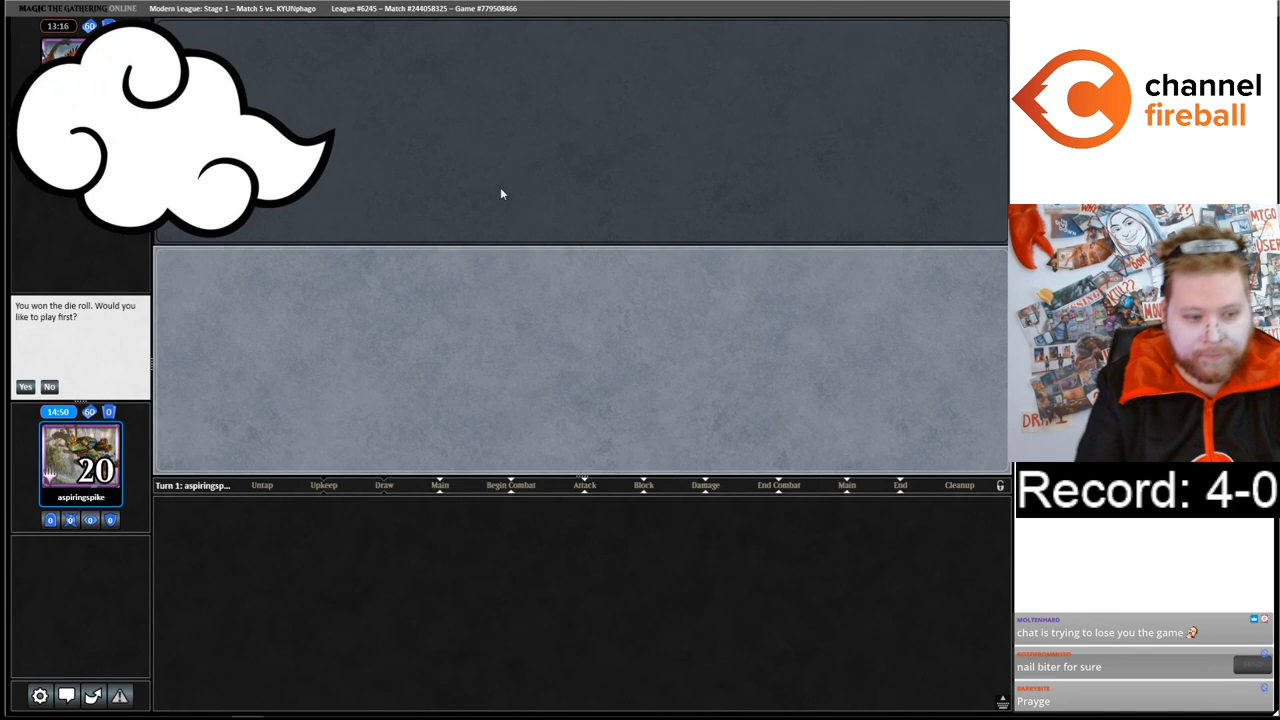 MAGIC THE GATHERING ONLINE
Modern League: Stage 1 – Match 5 vs. KYUNphago
League #6245 – Match #244058325 – Game #779508466
13:16
60
You won the die roll. Would you
like to play first?
Yes
No
14:50
60
0
20
aspiringspike
0
0
0
0
Turn 1: aspiringsp...
Untap
Upkeep
Draw
Main
Begin Combat
Attack
Block
Damage
End Combat
Main
End
Cleanup
channel
fireball
MTGO
USER
Record: 4-0
MOLTENHARD
chat is trying to lose you the game
nail biter for sure
BARRYBITE
Prayge